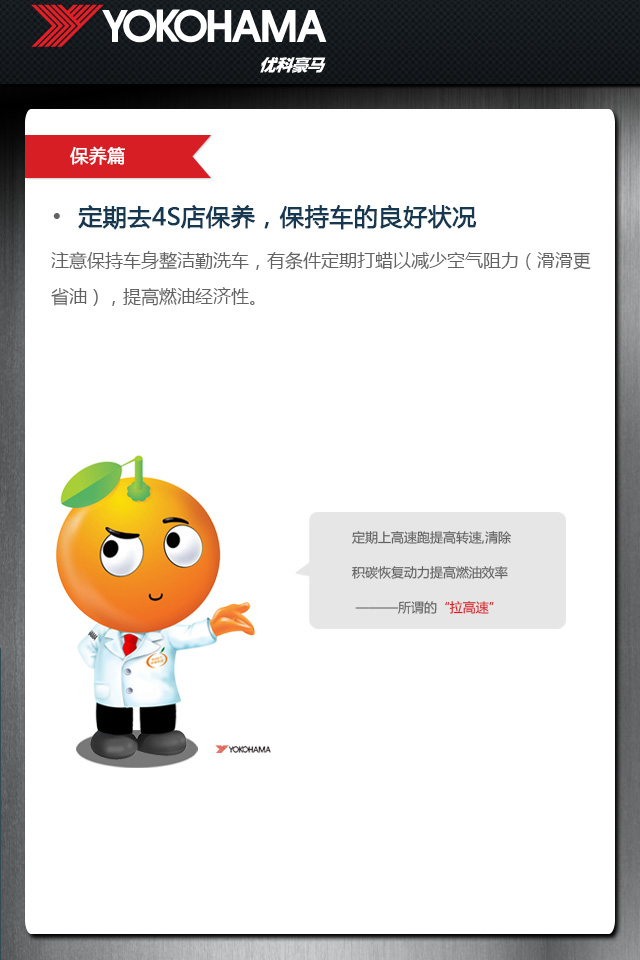 YOKOHAMA
优科豪马
保养篇
• 定期去4S店保养，保持车的良好状况
注意保持车身整洁勤洗车，有条件定期打蜡以减少空气阻力（滑滑更
省油），提高燃油经济性。
定期上高速跑提高转速,清除
积碳恢复动力提高燃油效率
———所谓的“拉高速”
YOKOHAMA